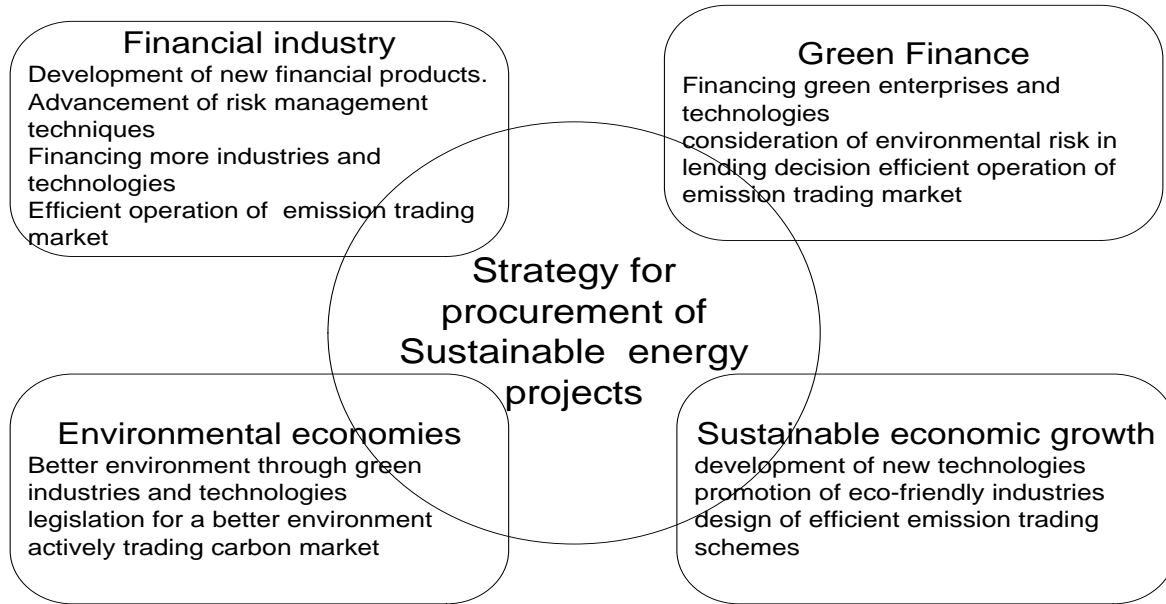 Financial industry
Development of new financial products.
Advancement of risk management
techniques
Financing more industries and
technologies
Efficient operation of emission trading
market
Green Finance
Financing green enterprises and
technologies
consideration of environmental risk in
lending decision efficient operation of
emission trading market
Strategy for
procurement of
Sustainable energy
projects
Environmental economies
Better environment through green
industries and technologies
legislation for a better environment
actively trading carbon market
Sustainable economic growth
development of new technologies
promotion of eco-friendly industries
design of efficient emission trading
schemes